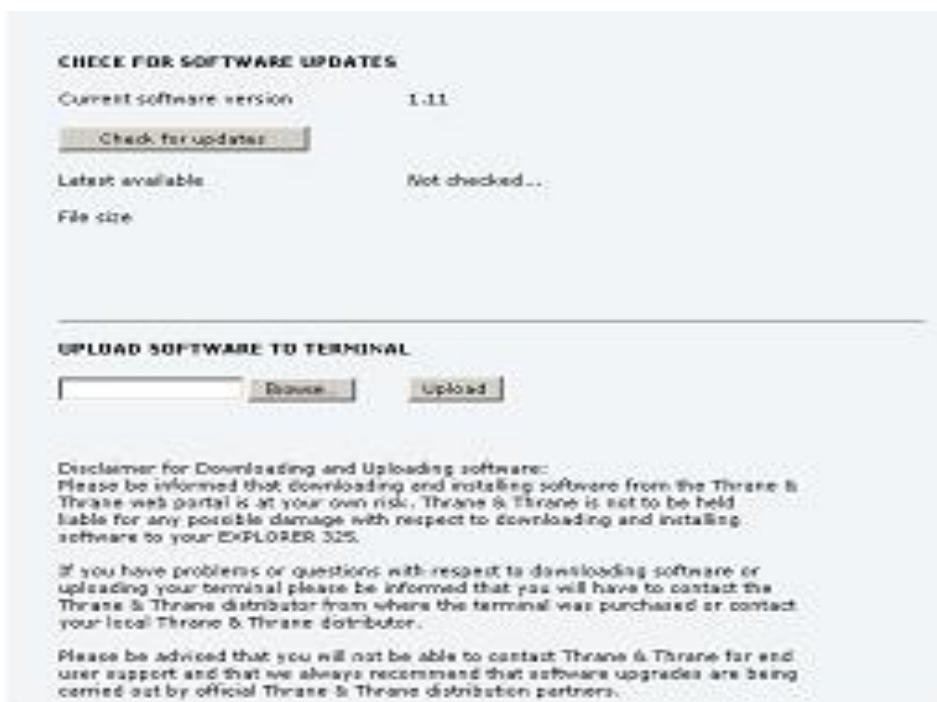 CHECK FOR SOFTWARE UPDATES
Current software version 1.11
Check for updates
Latest available Not checked...
File size
UPLOAD SOFTWARE TO TERMINAL
Browse... Upload
Disclaimer for Downloading and Uploading software:
Please be informed that downloading and installing software from the Thrane &
Thrane web portal is at your own risk. Thrane & Thrane is not to be held
liable for any possible damage with respect to downloading and installing
software to your EXPLORER 325.
If you have problems or questions with respect to downloading software or
uploading your terminal please be informed that you will have to contact the
Thrane & Thrane distributor from where the terminal was purchased or contact
your local Thrane & Thrane distributor.
Please be adviced that you will not be able to contact Thrane & Thrane for end
user support and that we always recommend that software upgrades are being
carried out by official Thrane & Thrane distribution partners.